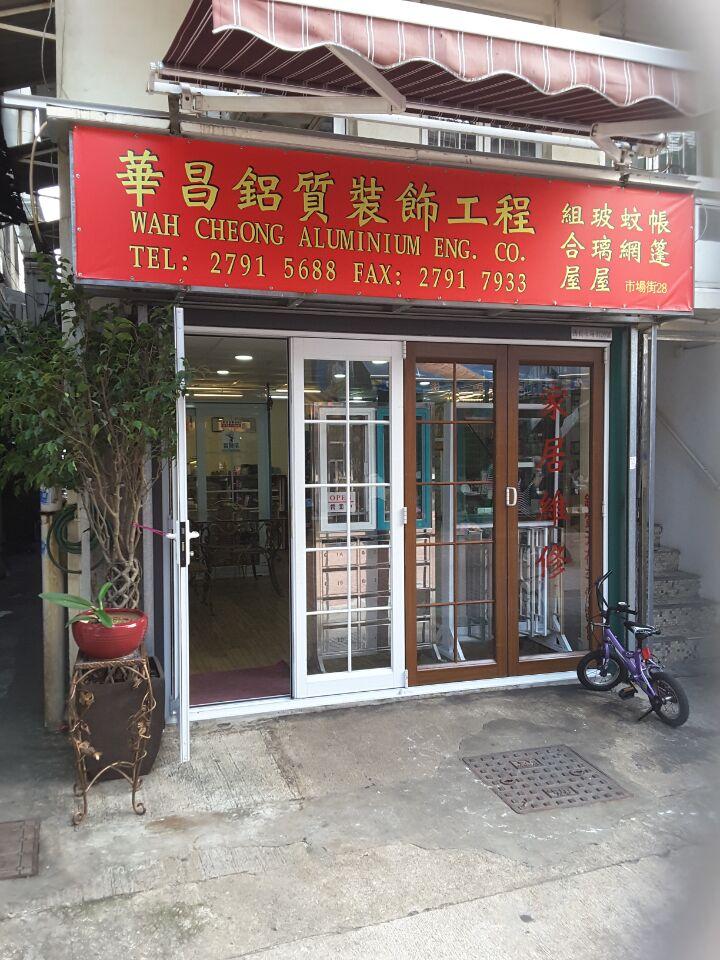 華昌鋁質裝飾工程
WAH CHEONG ALUMINIUM ENG. CO.
TEL: 2791 5688 FAX: 2791 7933
帳篷
蚊網
玻璃屋
組合屋
市場街28
OPEN
家居維修